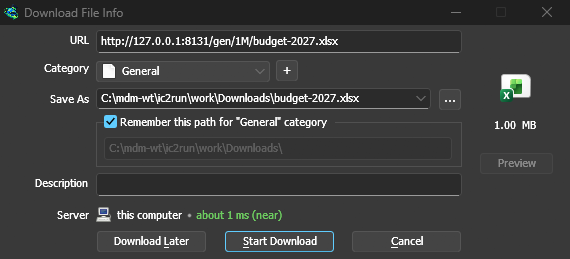 Download File Info
URL http://127.0.0.1:8131/gen/1M/budget-2027.xlsx
Category General +
Save As C:\mdm-wt\ic2run\work\Downloads\budget-2027.xlsx ...
Remember this path for "General" category
C:\mdm-wt\ic2run\work\Downloads\
1.00 MB
Preview
Description
Server this computer • about 1 ms (near)
Download Later Start Download Cancel